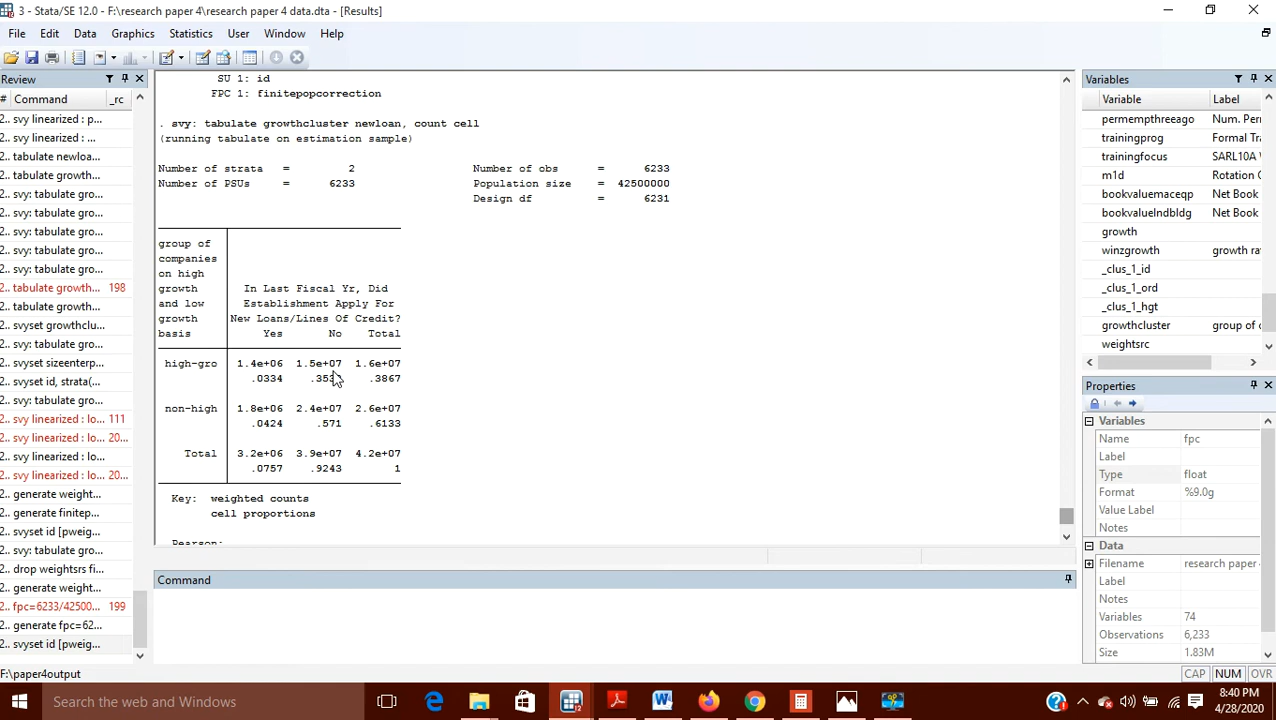 3 - Stata/SE 12.0 - F:\research paper 4\research paper 4 data.dta - [Results]
File Edit Data Graphics Statistics User Window Help
Review
# Command _rc
2.. svy linearized : p...
2.. svy linearized : ...
2.. tabulate newloa...
2.. tabulate growth...
2.. svy: tabulate gro...
2.. svy: tabulate gro...
2.. svy: tabulate gro...
2.. svy: tabulate gro...
2.. svy: tabulate gro...
2.. tabulate growth... 198
2.. tabulate growth...
2.. svyset growthclu...
2.. svy: tabulate gro...
2.. svyset sizeenterp...
2.. svyset id, strata(...
2.. svy: tabulate gro...
2.. svy linearized : lo... 111
2.. svy linearized : lo... 20...
2.. svy linearized : lo...
2.. svy linearized : lo... 20...
2.. generate weight...
2.. generate finitep...
2.. svyset id [pweig...
2.. svy: tabulate gro...
2.. drop weightsrs fi...
2.. generate weight...
2.. fpc=6233/42500... 199
2.. generate fpc=62...
2.. svyset id [pweig...
SU 1: id
FPC 1: finitepopcorrection
. svy: tabulate growthcluster newloan, count cell
(running tabulate on estimation sample)
Number of strata = 2 Number of obs = 6233
Number of PSUs = 6233 Population size = 42500000
Design df = 6231
group of
companies
on high
growth In Last Fiscal Yr, Did
and low Establishment Apply For
growth New Loans/Lines Of Credit?
basis Yes No Total
high-gro 1.4e+06 1.5e+07 1.6e+07
.0334 .3867
non-high 1.8e+06 2.4e+07 2.6e+07
.0424 .571 .6133
Total 3.2e+06 3.9e+07 4.2e+07
.0757 .9243 1
Key: weighted counts
cell proportions
Pearson:
Command
Variables
Variable Label
permempthreeago Num. Per
trainingprog Formal Tr
trainingfocus SARL10A
m1d Rotation
bookvaluemaceqp Net Book
bookvaluelndbldg Net Book
growth
winzgrowth growth ra
_clus_1_id
_clus_1_ord
_clus_1_hgt
growthcluster group of c
weightsrc
Properties
Variables
Name fpc
Label
Type float
Format %9.0g
Value Label
Notes
Data
Filename research paper
Label
Notes
Variables 74
Observations 6,233
Size 1.83M
F:\paper4output
CAP NUM OVR
Search the web and Windows
8:40 PM
4/28/2020